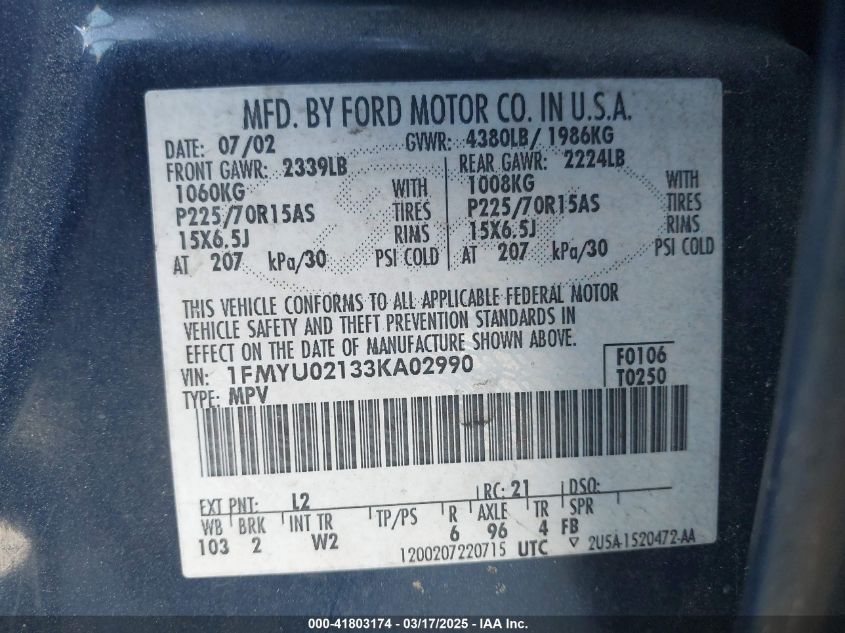 MFD. BY FORD MOTOR CO. IN U.S.A.
DATE: 07/02 GVWR: 4380LB/ 1986KG
FRONT GAWR: 2339LB REAR GAWR: 2224LB
1060KG WITH 1008KG WITH
P225/70R15AS TIRES P225/70R15AS TIRES
15X6.5J RIMS 15X6.5J RIMS
AT 207 kPa/30 PSI COLD AT 207 kPa/30 PSI COLD
THIS VEHICLE CONFORMS TO ALL APPLICABLE FEDERAL MOTOR
VEHICLE SAFETY AND THEFT PREVENTION STANDARDS IN
EFFECT ON THE DATE OF MANUFACTURE SHOWN ABOVE.
VIN: 1FMYU02133KA02990 F0106
TYPE: MPV T0250
EXT PNT: L2 RC: 21 DSO:
WB BRK INT TR TP/PS R AXLE TR SPR
103 2 W2 6 96 4 FB
1200207220715 UTC ▽ 2U5A-1520472-AA
000-41803174 - 03/17/2025 - IAA Inc.